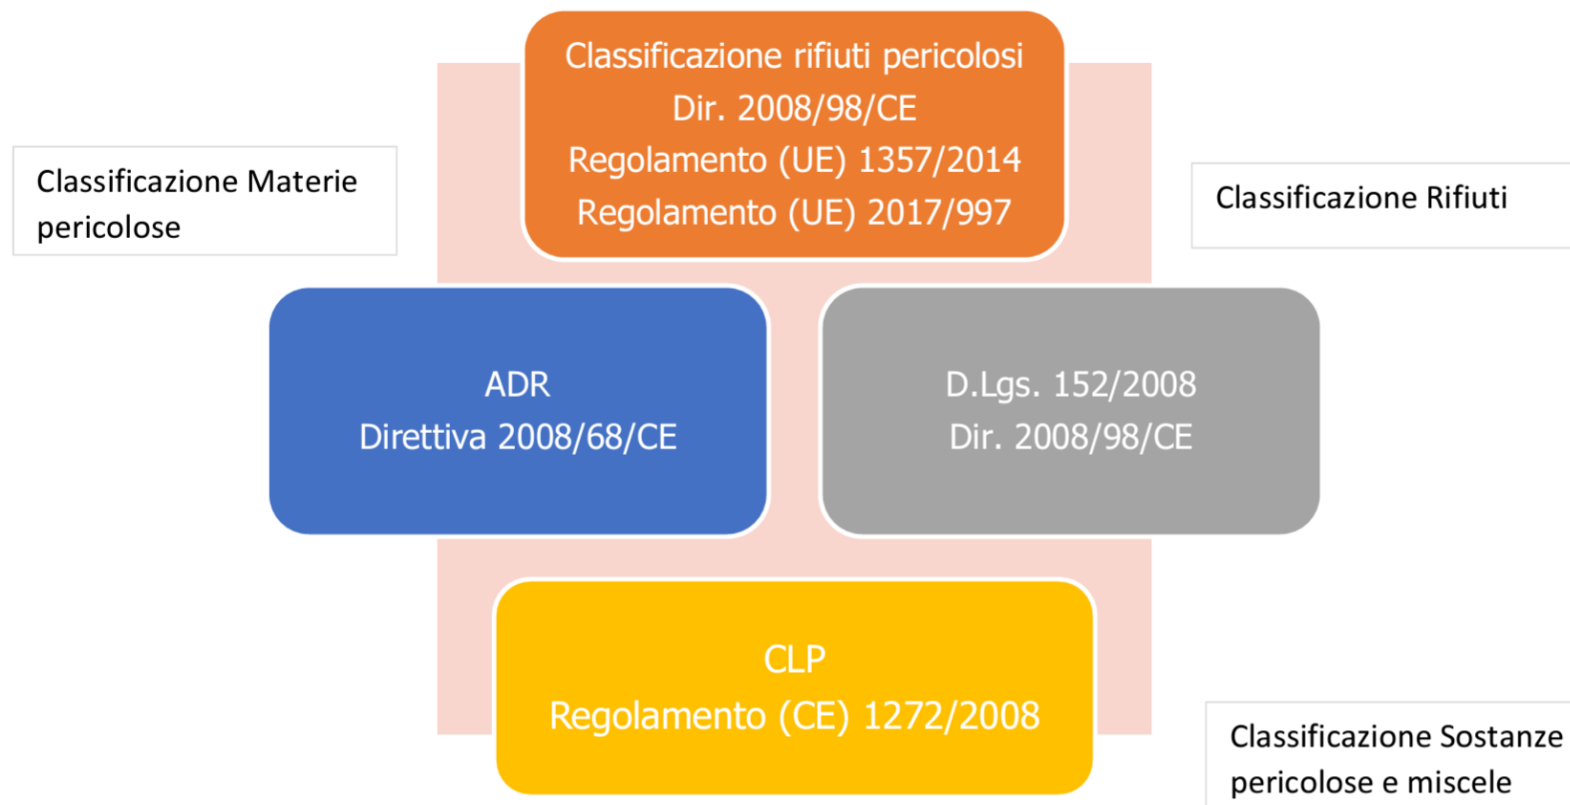 Classificazione rifiuti pericolosi
Dir. 2008/98/CE
Regolamento (UE) 1357/2014
Regolamento (UE) 2017/997
Classificazione Materie
pericolose
Classificazione Rifiuti
ADR
Direttiva 2008/68/CE
D.Lgs. 152/2008
Dir. 2008/98/CE
CLP
Regolamento (CE) 1272/2008
Classificazione Sostanze
pericolose e miscele